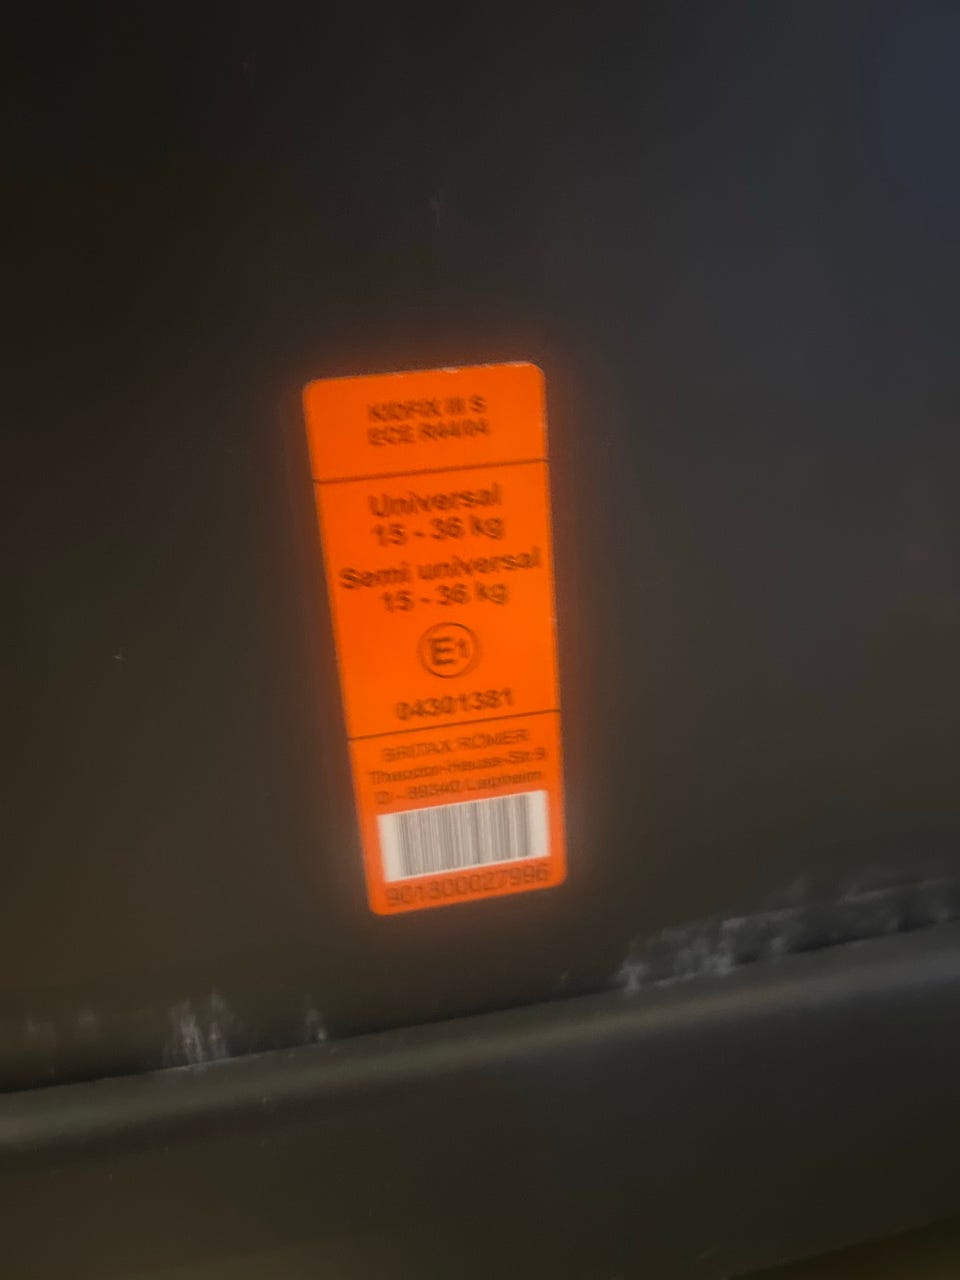 KIDFIX III S
ECE R44/04
Universal
15 - 36 kg
Semi universal
15 - 36 kg
E1
04301381
BRITAX RÖMER
Theodor-Heuss-Str.9
D - 89340 Leipheim
901300027996